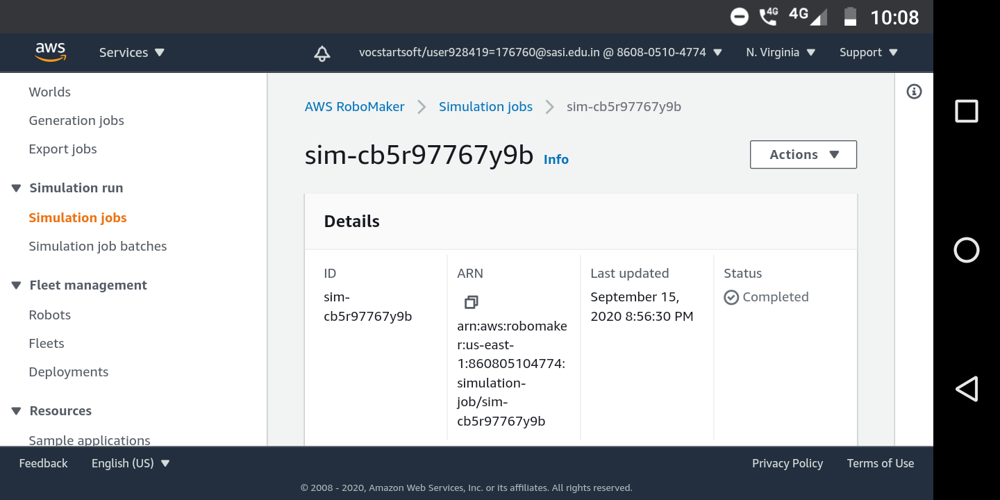 4G
4G
10:08
aws
Services
vocstartsoft/user928419=176760@sasi.edu.in @ 8608-0510-4774
N. Virginia
Support
Worlds
Generation jobs
Export jobs
Simulation run
Simulation jobs
Simulation job batches
Fleet management
Robots
Fleets
Deployments
Resources
Sample applications
AWS RoboMaker
Simulation jobs
sim-cb5r97767y9b
sim-cb5r97767y9b Info
Actions
Details
ID
sim-
cb5r97767y9b
ARN
arn:aws:robomake
r:us-east-
1:860805104774:
simulation-
job/sim-
cb5r97767y9b
Last updated
September 15,
2020 8:56:30 PM
Status
Completed
Feedback
English (US)
Privacy Policy
Terms of Use
© 2008 - 2020, Amazon Web Services, Inc. or its affiliates. All rights reserved.